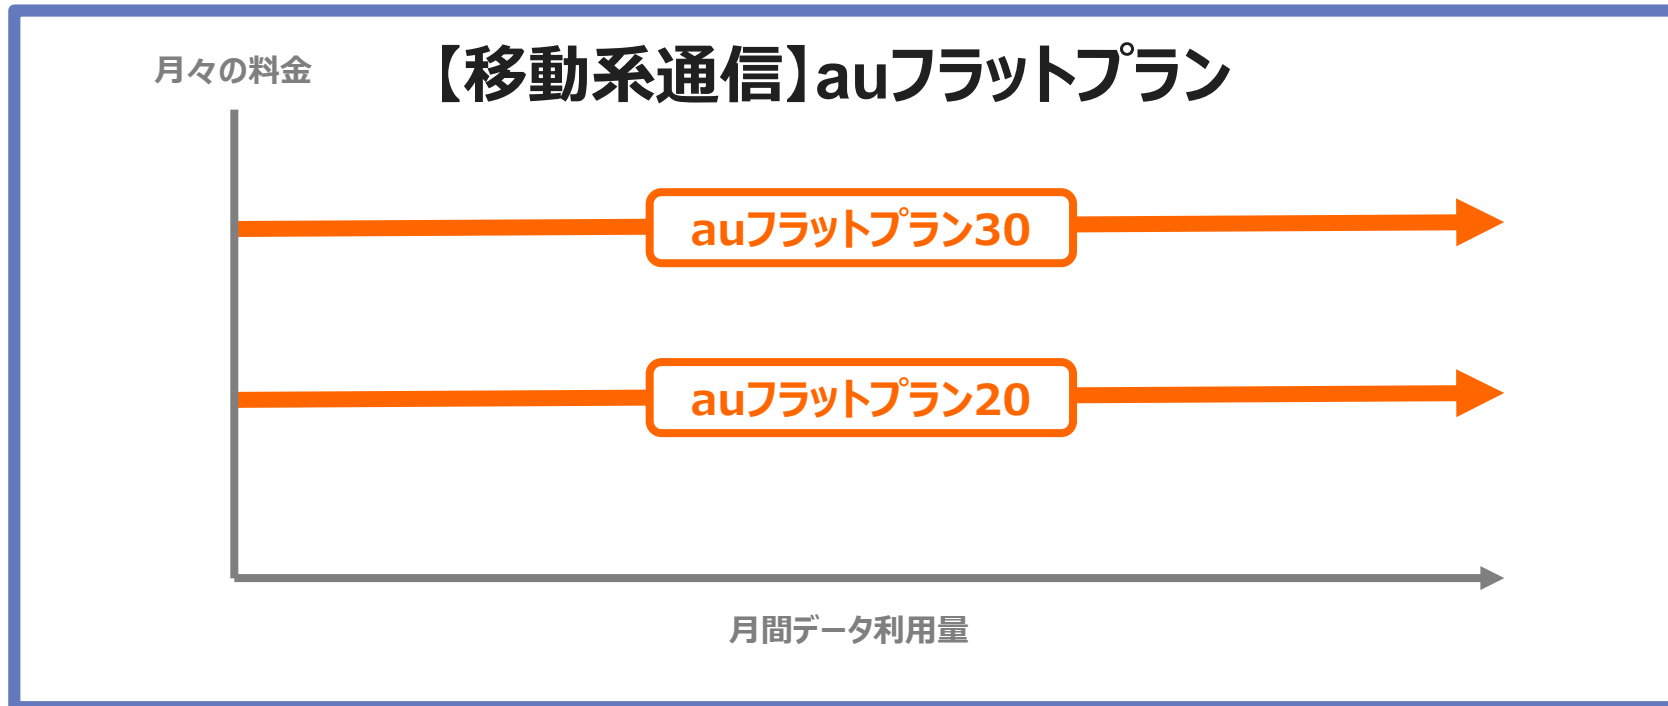 【移動系通信】auフラットプラン
月々の料金
auフラットプラン30
auフラットプラン20
月間データ利用量